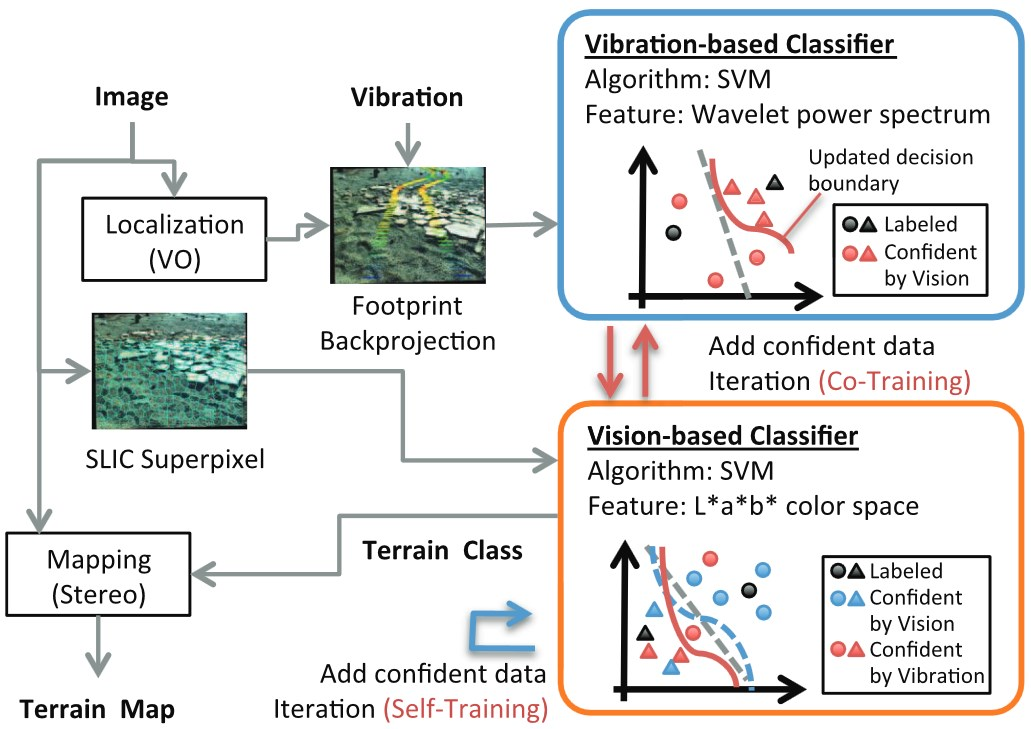 Image
Vibration
Localization
(VO)
Footprint
Backprojection
SLIC Superpixel
Mapping
(Stereo)
Terrain Class
Terrain Map
Add confident data
Iteration (Self-Training)
Vibration-based Classifier
Algorithm: SVM
Feature: Wavelet power spectrum
Updated decision
boundary
Labeled
Confident
by Vision
Add confident data
Iteration (Co-Training)
Vision-based Classifier
Algorithm: SVM
Feature: L*a*b* color space
Labeled
Confident
by Vision
Confident
by Vibration